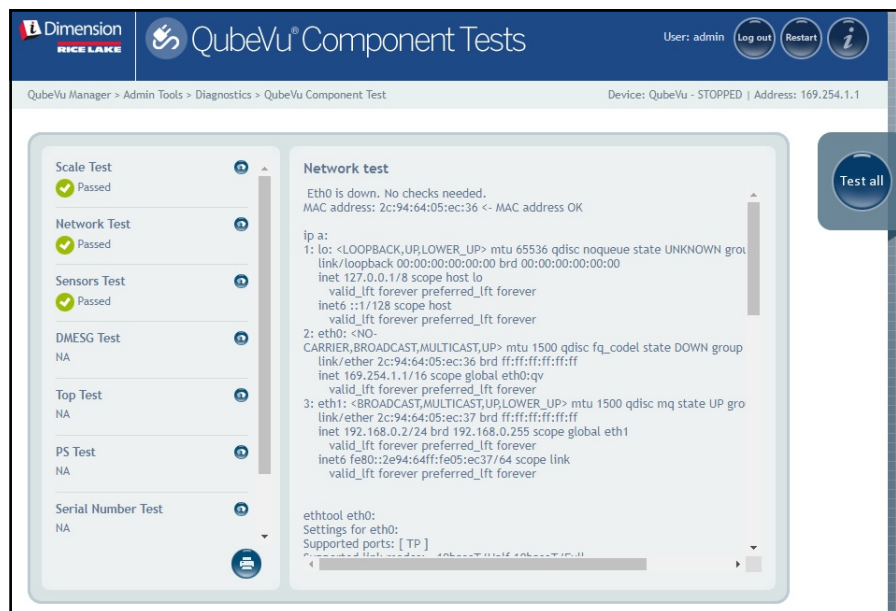 i Dimension
RICE LAKE
QubeVu® Component Tests
User: admin
Log out
Restart
i
QubeVu Manager > Admin Tools > Diagnostics > QubeVu Component Test
Device: QubeVu - STOPPED | Address: 169.254.1.1
Scale Test
Passed
Network Test
Passed
Sensors Test
Passed
DMESG Test
NA
Top Test
NA
PS Test
NA
Serial Number Test
NA
Network test
Eth0 is down. No checks needed.
MAC address: 2c:94:64:05:ec:36 <- MAC address OK
ip a:
1: lo: <LOOPBACK,UP,LOWER_UP> mtu 65536 qdisc noqueue state UNKNOWN grou
link/loopback 00:00:00:00:00:00 brd 00:00:00:00:00:00
inet 127.0.0.1/8 scope host lo
valid_lft forever preferred_lft forever
inet6 ::1/128 scope host
valid_lft forever preferred_lft forever
2: eth0: <NO-
CARRIER,BROADCAST,MULTICAST,UP> mtu 1500 qdisc fq_codel state DOWN group
link/ether 2c:94:64:05:ec:36 brd ff:ff:ff:ff:ff:ff
inet 169.254.1.1/16 scope global eth0:qv
valid_lft forever preferred_lft forever
3: eth1: <BROADCAST,MULTICAST,UP,LOWER_UP> mtu 1500 qdisc mq state UP gro
link/ether 2c:94:64:05:ec:37 brd ff:ff:ff:ff:ff:ff
inet 192.168.0.2/24 brd 192.168.0.255 scope global eth1
valid_lft forever preferred_lft forever
inet6 fe80::2e94:64ff:fe05:ec37/64 scope link
valid_lft forever preferred_lft forever
ethtool eth0:
Settings for eth0:
Supported ports: [ TP ]
Supported link modes: 10baseT/Half 10baseT/Full
Test all